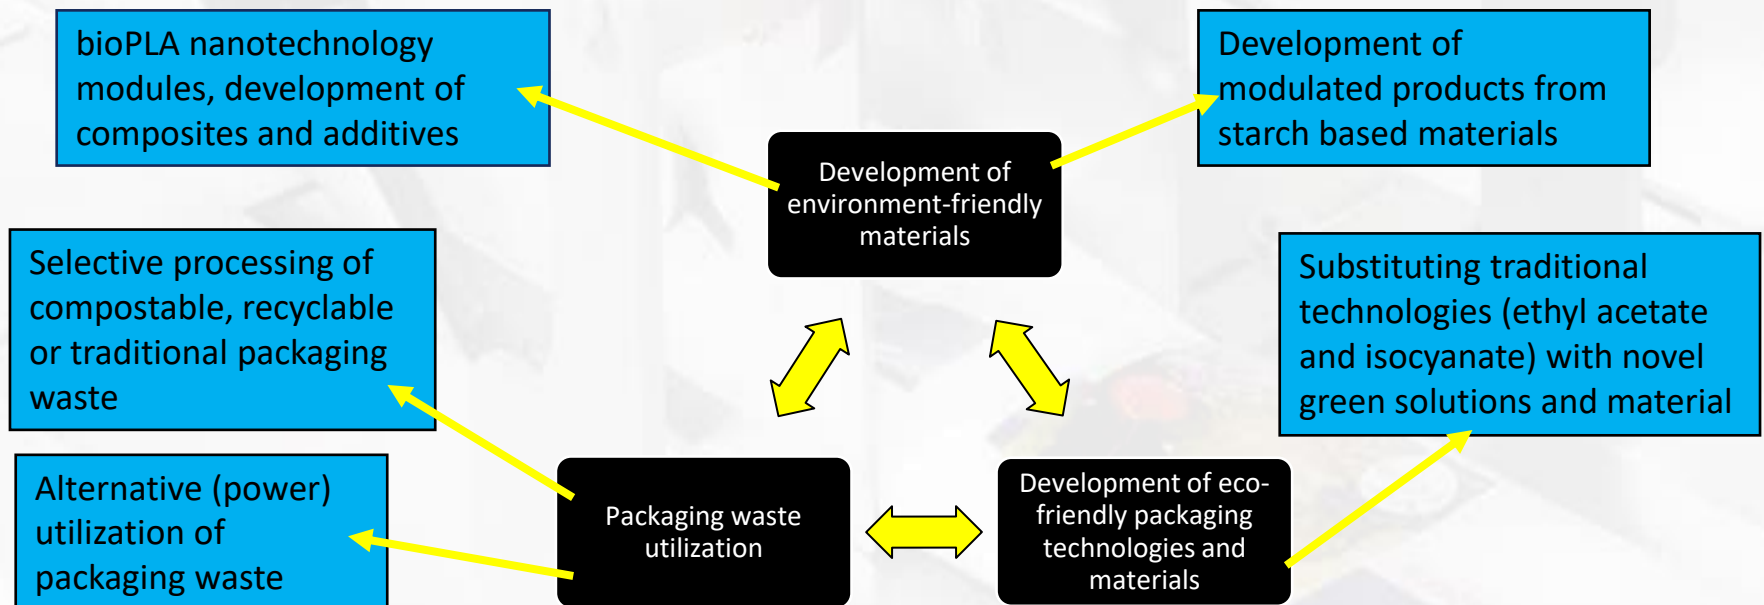 bioPLA nanotechnology
modules, development of
composites and additives
Development of
modulated products from
starch based materials
Development of
environment-friendly
materials
Selective processing of
compostable, recyclable
or traditional packaging
waste
Substituting traditional
technologies (ethyl acetate
and isocyanate) with novel
green solutions and material
Alternative (power)
utilization of
packaging waste
Packaging waste
utilization
Development of eco-
friendly packaging
technologies and
materials